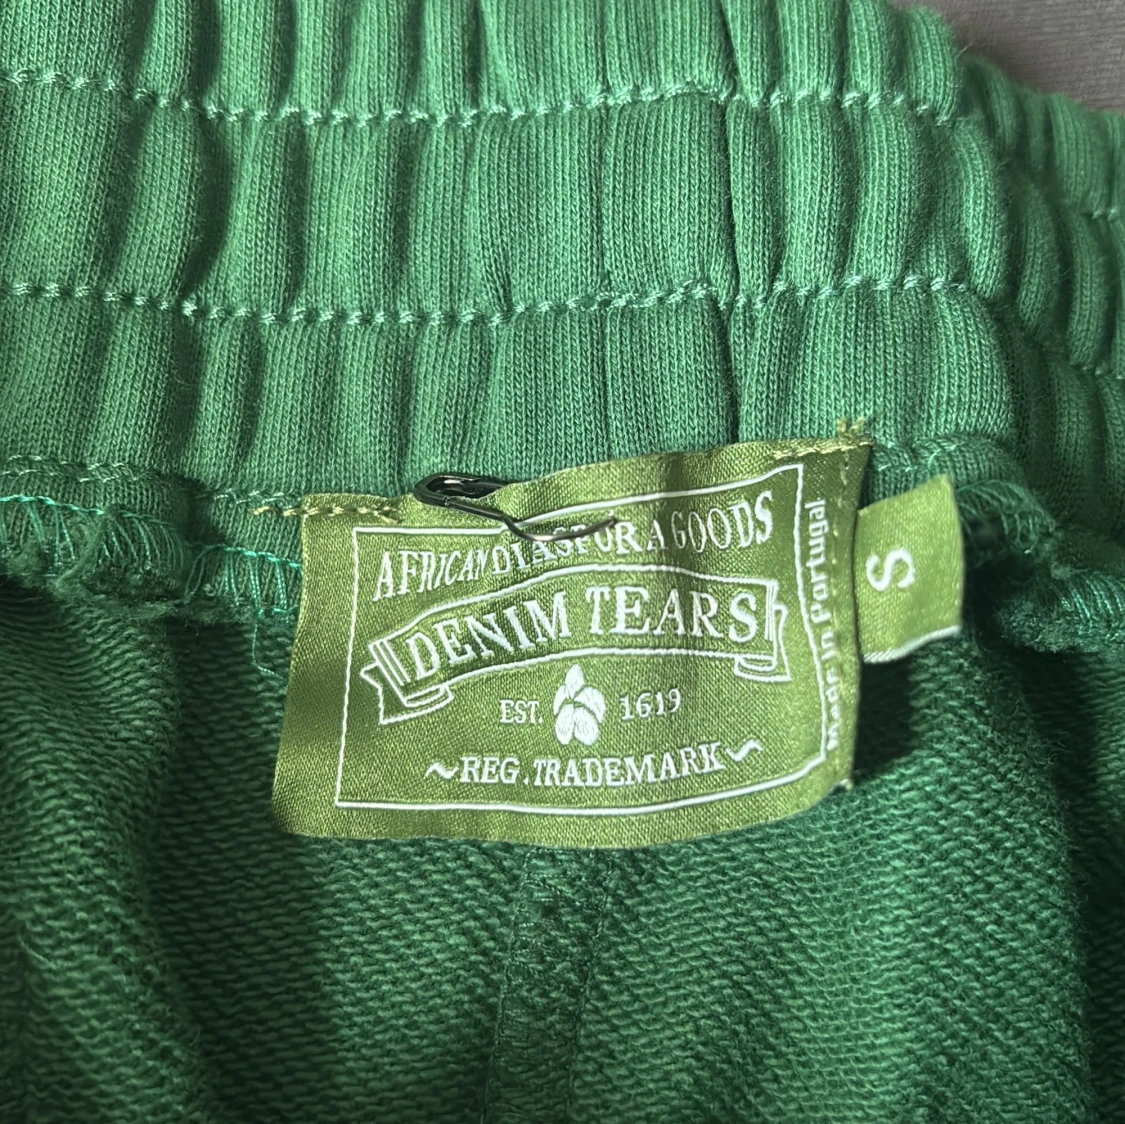 AFRICAN DIASPORA GOODS
DENIM TEARS
EST. 1619
~REG.TRADEMARK~
Made in Portugal
S